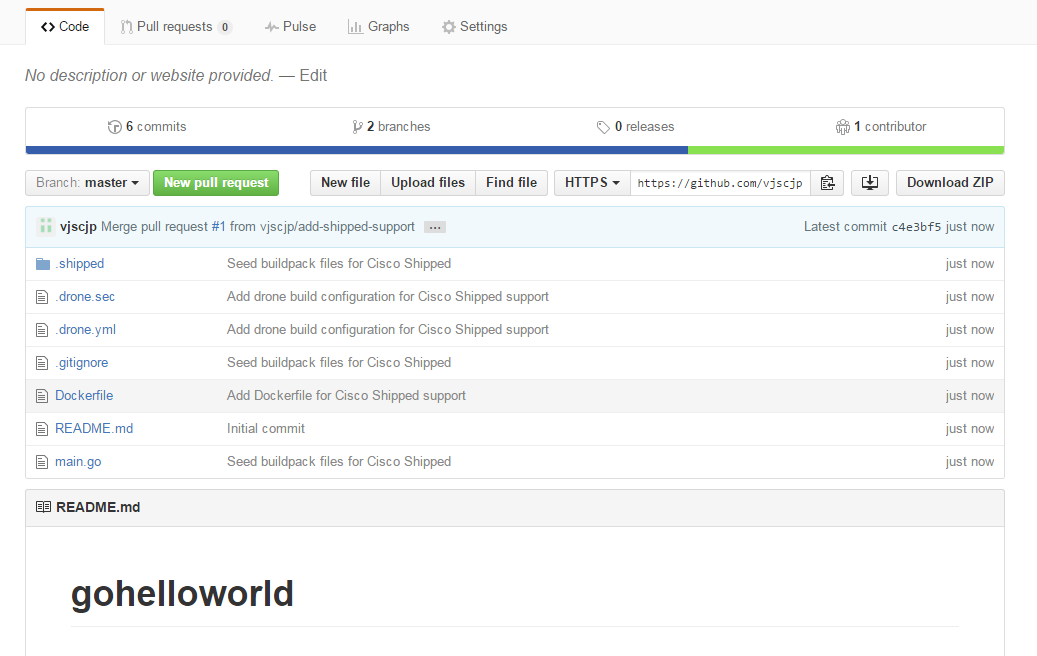 Code Pull requests 0 Pulse Graphs Settings
No description or website provided. — Edit
6 commits 2 branches 0 releases 1 contributor
Branch: master New pull request New file Upload files Find file HTTPS https://github.com/vjscjp Download ZIP
vjscjp Merge pull request #1 from vjscjp/add-shipped-support ... Latest commit c4e3bf5 just now
.shipped Seed buildpack files for Cisco Shipped just now
.drone.sec Add drone build configuration for Cisco Shipped support just now
.drone.yml Add drone build configuration for Cisco Shipped support just now
.gitignore Seed buildpack files for Cisco Shipped just now
Dockerfile Add Dockerfile for Cisco Shipped support just now
README.md Initial commit just now
main.go Seed buildpack files for Cisco Shipped just now
README.md
gohelloworld